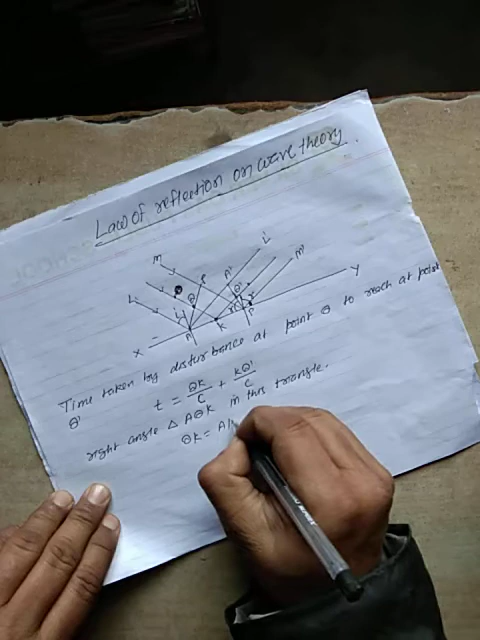 Law of reflection on wave theory
M
L
P
A'
L'
M'
Q
Q'
i
r
r
A
K
P'
X
Y
Time taken by disturbance at point Q to reach at point
Q'
t = QK/C + KQ'/C
right angle △ AQK in this triangle.
QK = AK